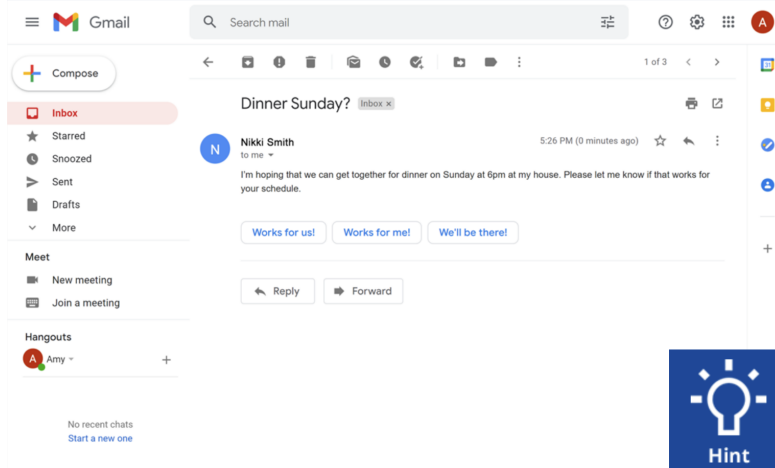 Gmail
Search mail
Compose
1 of 3
31
Inbox
Dinner Sunday?
Inbox ×
Starred
Nikki Smith
5:26 PM (0 minutes ago)
N
to me
Snoozed
I'm hoping that we can get together for dinner on Sunday at 6pm at my house. Please let me know if that works for
your schedule.
Sent
Drafts
More
Works for us!
Works for me!
We'll be there!
Meet
New meeting
Join a meeting
Reply
Forward
Hangouts
A
Amy
No recent chats
Start a new one
A
Hint